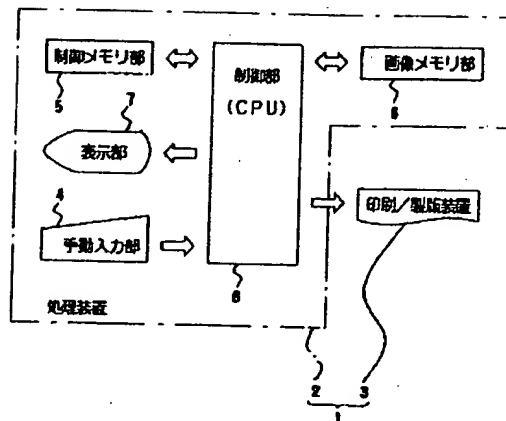 制御メモリ部
5
7
表示部
4
手動入力部
処理装置
制御部
(CPU)
6
画像メモリ部
印刷/製版装置
2
3
1